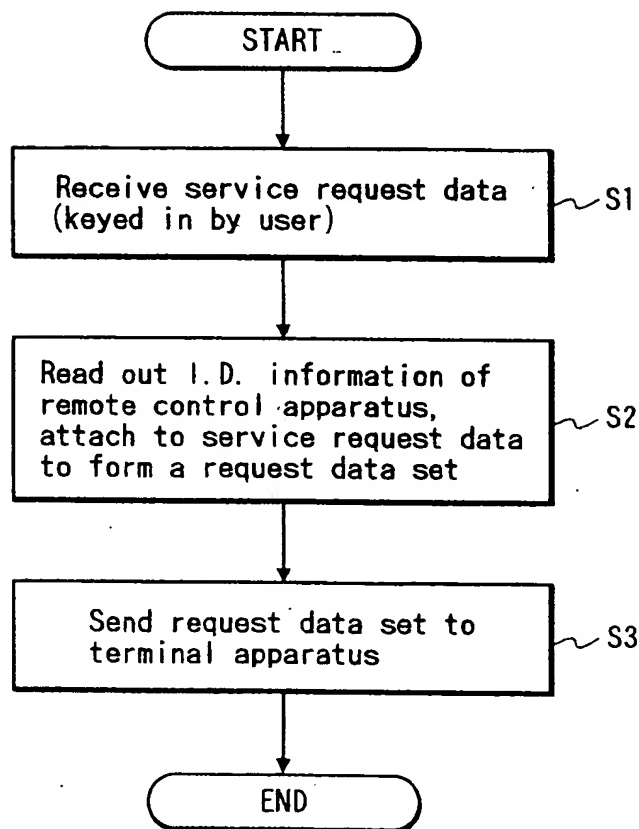 START
Receive service request data
(keyed in by user)
S1
Read out I.D. information of
remote control apparatus,
attach to service request data
to form a request data set
S2
Send request data set to
terminal apparatus
S3
END